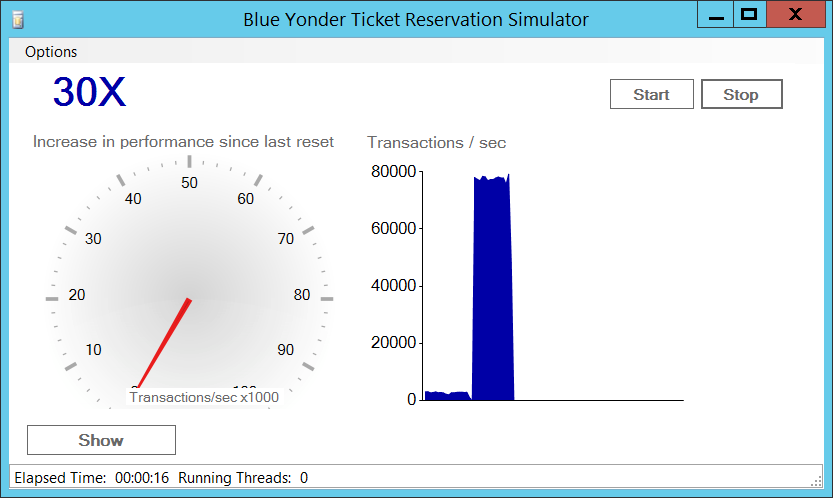 Blue Yonder Ticket Reservation Simulator
Options
30X
Start
Stop
Increase in performance since last reset
50
40
60
30
70
20
80
10
90
Transactions/sec x1000
Transactions / sec
80000
60000
40000
20000
0
Show
Elapsed Time: 00:00:16 Running Threads: 0